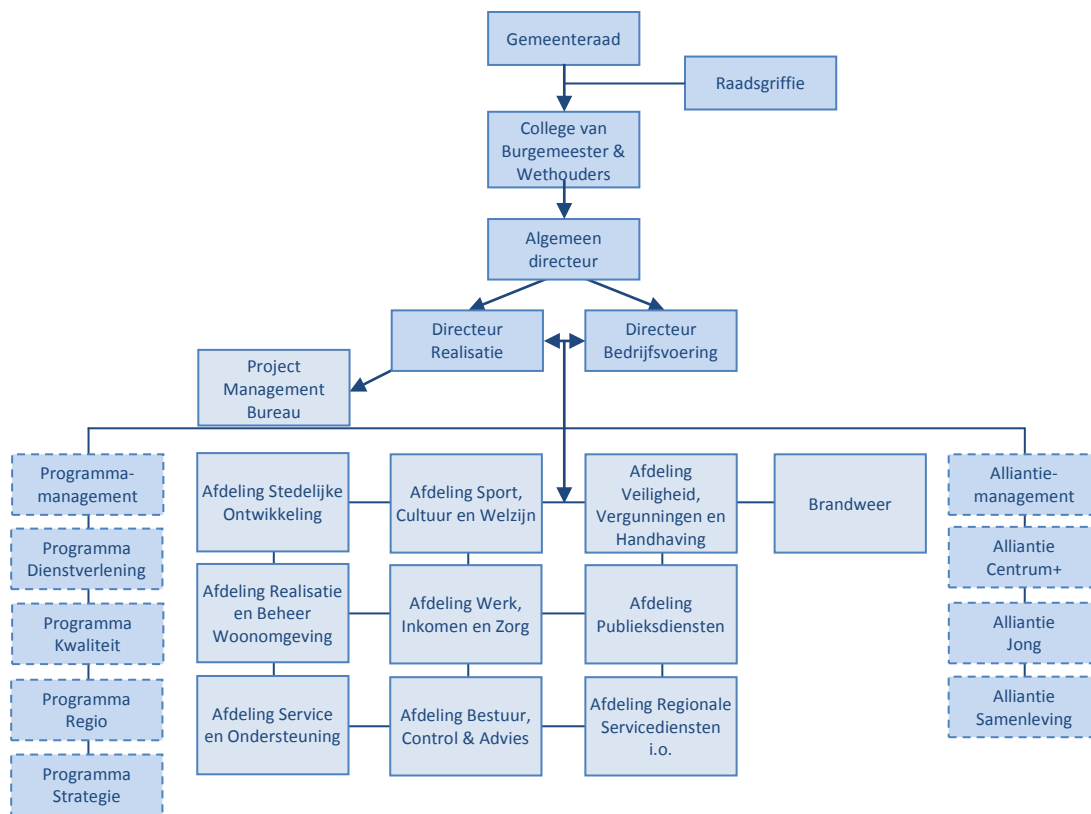 Gemeenteraad
Raadsgriffie
College van
Burgemeester &
Wethouders
Algemeen
directeur
Directeur
Realisatie
Directeur
Bedrijfsvoering
Project
Management
Bureau
Programma-
management
Programma
Dienstverlening
Programma
Kwaliteit
Programma
Regio
Programma
Strategie
Afdeling Stedelijke
Ontwikkeling
Afdeling Sport,
Cultuur en Welzijn
Afdeling
Veiligheid,
Vergunningen en
Handhaving
Brandweer
Afdeling Realisatie
en Beheer
Woonomgeving
Afdeling Werk,
Inkomen en Zorg
Afdeling
Publieksdiensten
Afdeling Service
en Ondersteuning
Afdeling Bestuur,
Control & Advies
Afdeling Regionale
Servicediensten
i.o.
Alliantie-
management
Alliantie
Centrum+
Alliantie
Jong
Alliantie
Samenleving